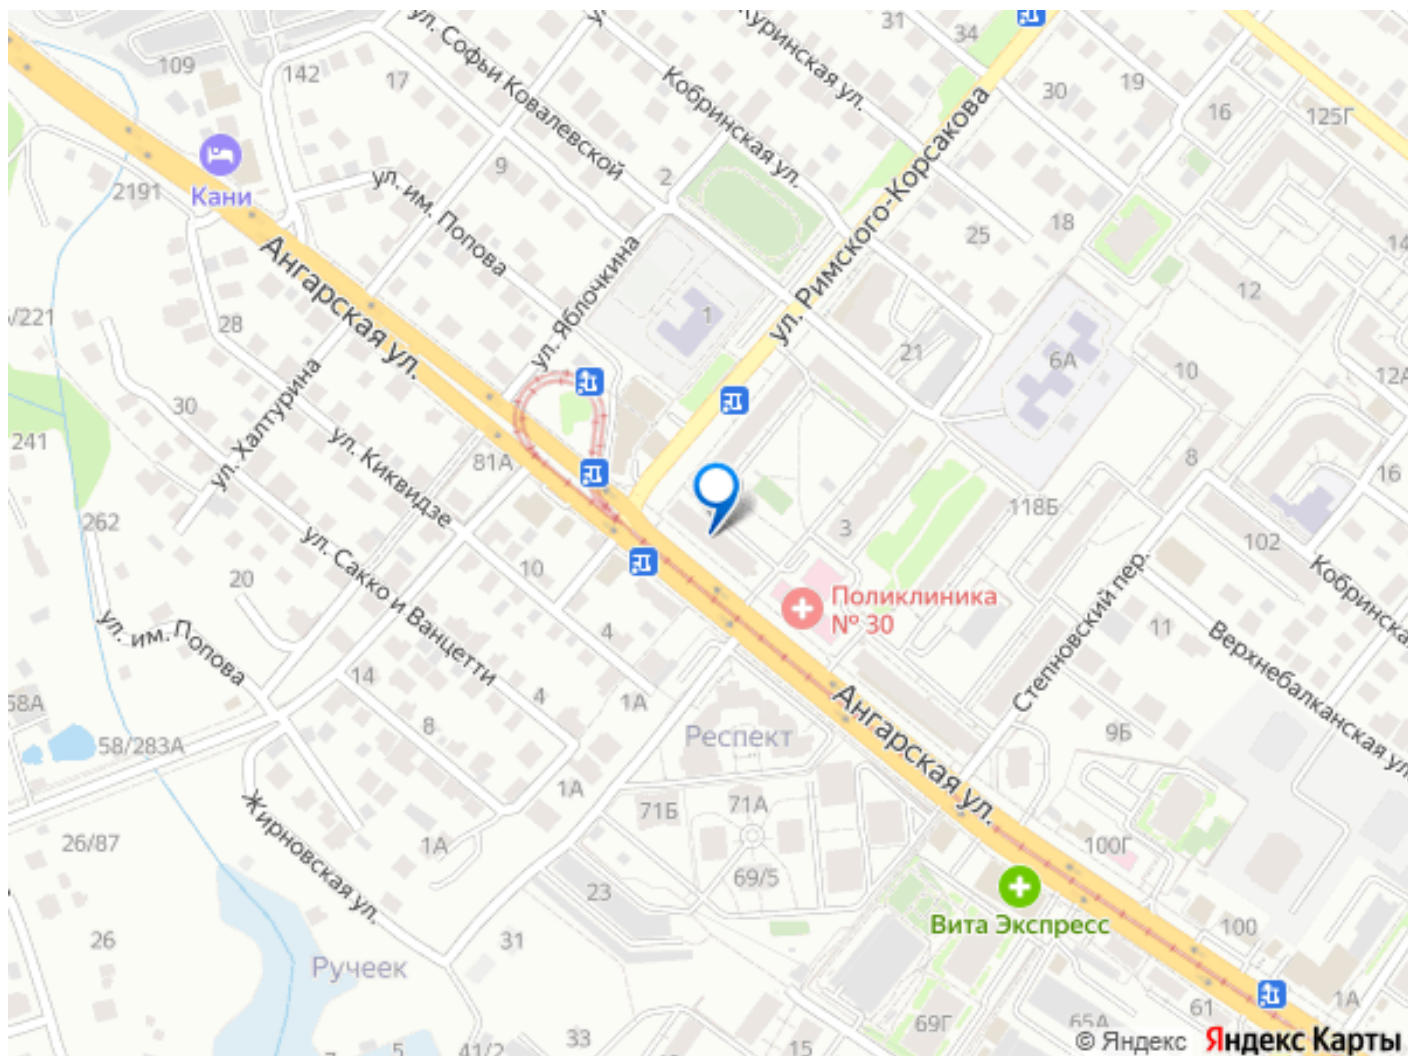 ул. Софьи Ковалевской
Журинская ул.
31
34
109
142
17
Кобринская ул.
30
19
16
125Г
ул. Римского-Корсакова
2191
Кани
ул. им. Попова
9
2
25
18
14
12
Ангарская ул.
ул. Яблочкина
/221
28
1
21
6А
10
12А
30
ул. Халтурина
ул. Киквидзе
81А
241
8
16
262
ул. Сакко и Ванцетти
3
118Б
102
Кобринская
20
10
Поликлиника
№ 30
Степновский пер.
11
Верхнебалканская ул.
ул. им. Попова
4
14
4
1А
58А
8
58/283А
Респект
Ангарская ул.
9Б
1А
71Б
71А
Жирновская ул.
26/87
1А
100Г
69/5
23
Вита Экспресс
26
31
100
Ручеек
61
1А
69Г
65А
33
15
5
41/2
© Яндекс Яндекс Карты